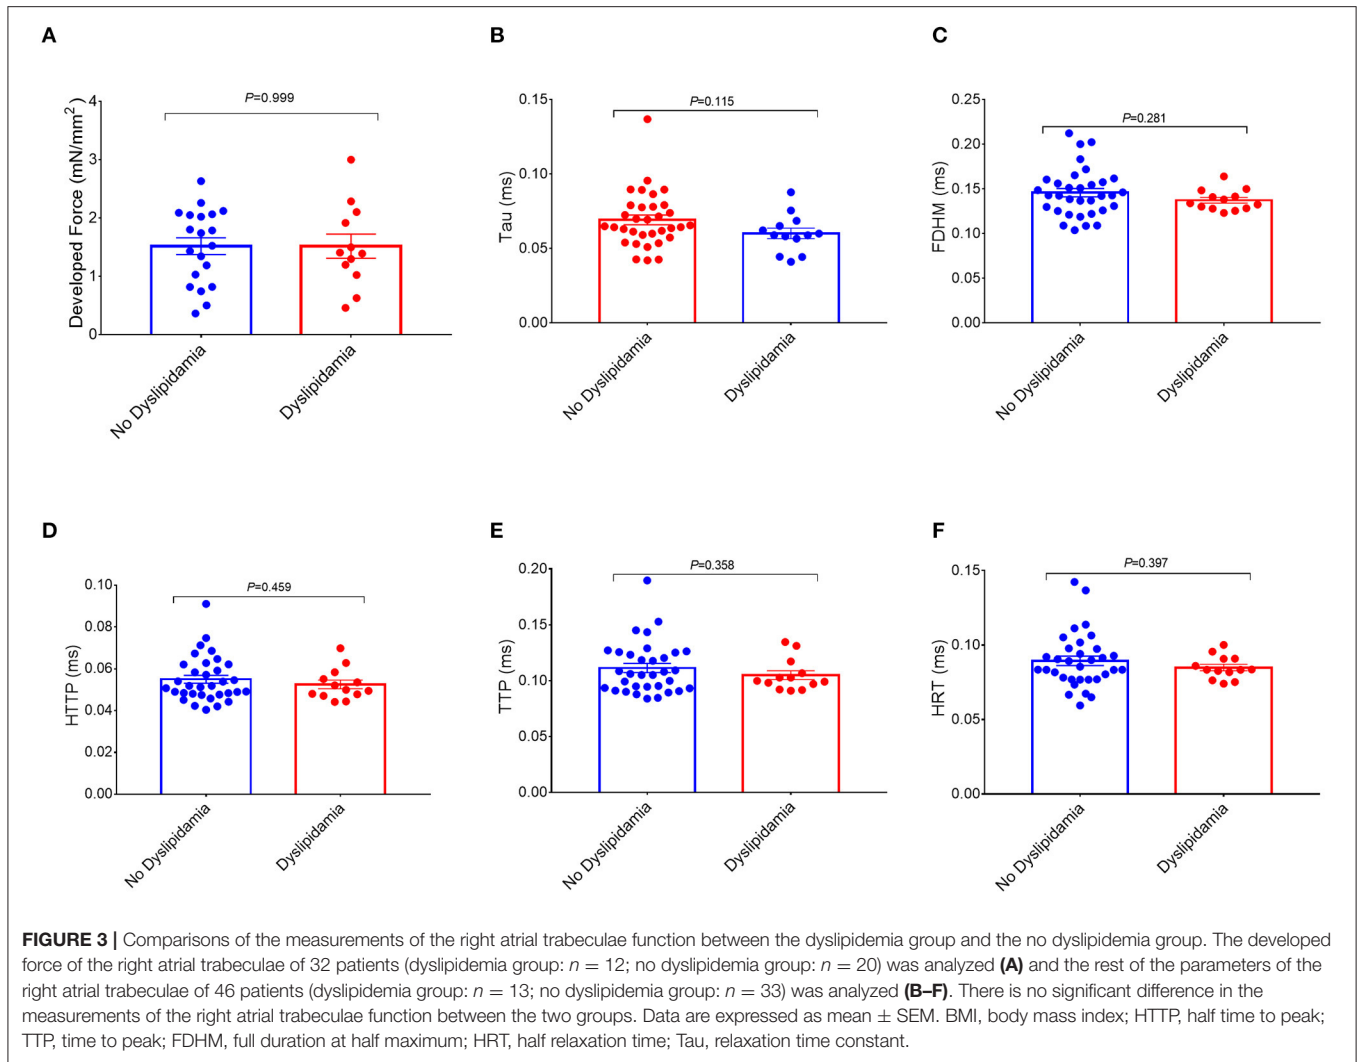 A
B
C
P=0.999
Developed Force (mN/mm²)
4
3
2
1
0
No Dyslipidamia
Dyslipidamia
P=0.115
Tau (ms)
0.15
0.10
0.05
0.00
No Dyslipidamia
Dyslipidamia
P=0.281
FDHM (ms)
0.25
0.20
0.15
0.10
0.05
0.00
No Dyslipidamia
Dyslipidamia
D
E
F
P=0.459
HTTP (ms)
0.10
0.08
0.06
0.04
0.02
0.00
No Dyslipidamia
Dyslipidamia
P=0.358
TTP (ms)
0.20
0.15
0.10
0.05
0.00
No Dyslipidamia
Dyslipidamia
P=0.397
HRT (ms)
0.15
0.10
0.05
0.00
No Dyslipidamia
Dyslipidamia
FIGURE 3 | Comparisons of the measurements of the right atrial trabeculae function between the dyslipidemia group and the no dyslipidemia group. The developed
force of the right atrial trabeculae of 32 patients (dyslipidemia group: n = 12; no dyslipidemia group: n = 20) was analyzed (A) and the rest of the parameters of the
right atrial trabeculae of 46 patients (dyslipidemia group: n = 13; no dyslipidemia group: n = 33) was analyzed (B–F). There is no significant difference in the
measurements of the right atrial trabeculae function between the two groups. Data are expressed as mean ± SEM. BMI, body mass index; HTTP, half time to peak;
TTP, time to peak; FDHM, full duration at half maximum; HRT, half relaxation time; Tau, relaxation time constant.